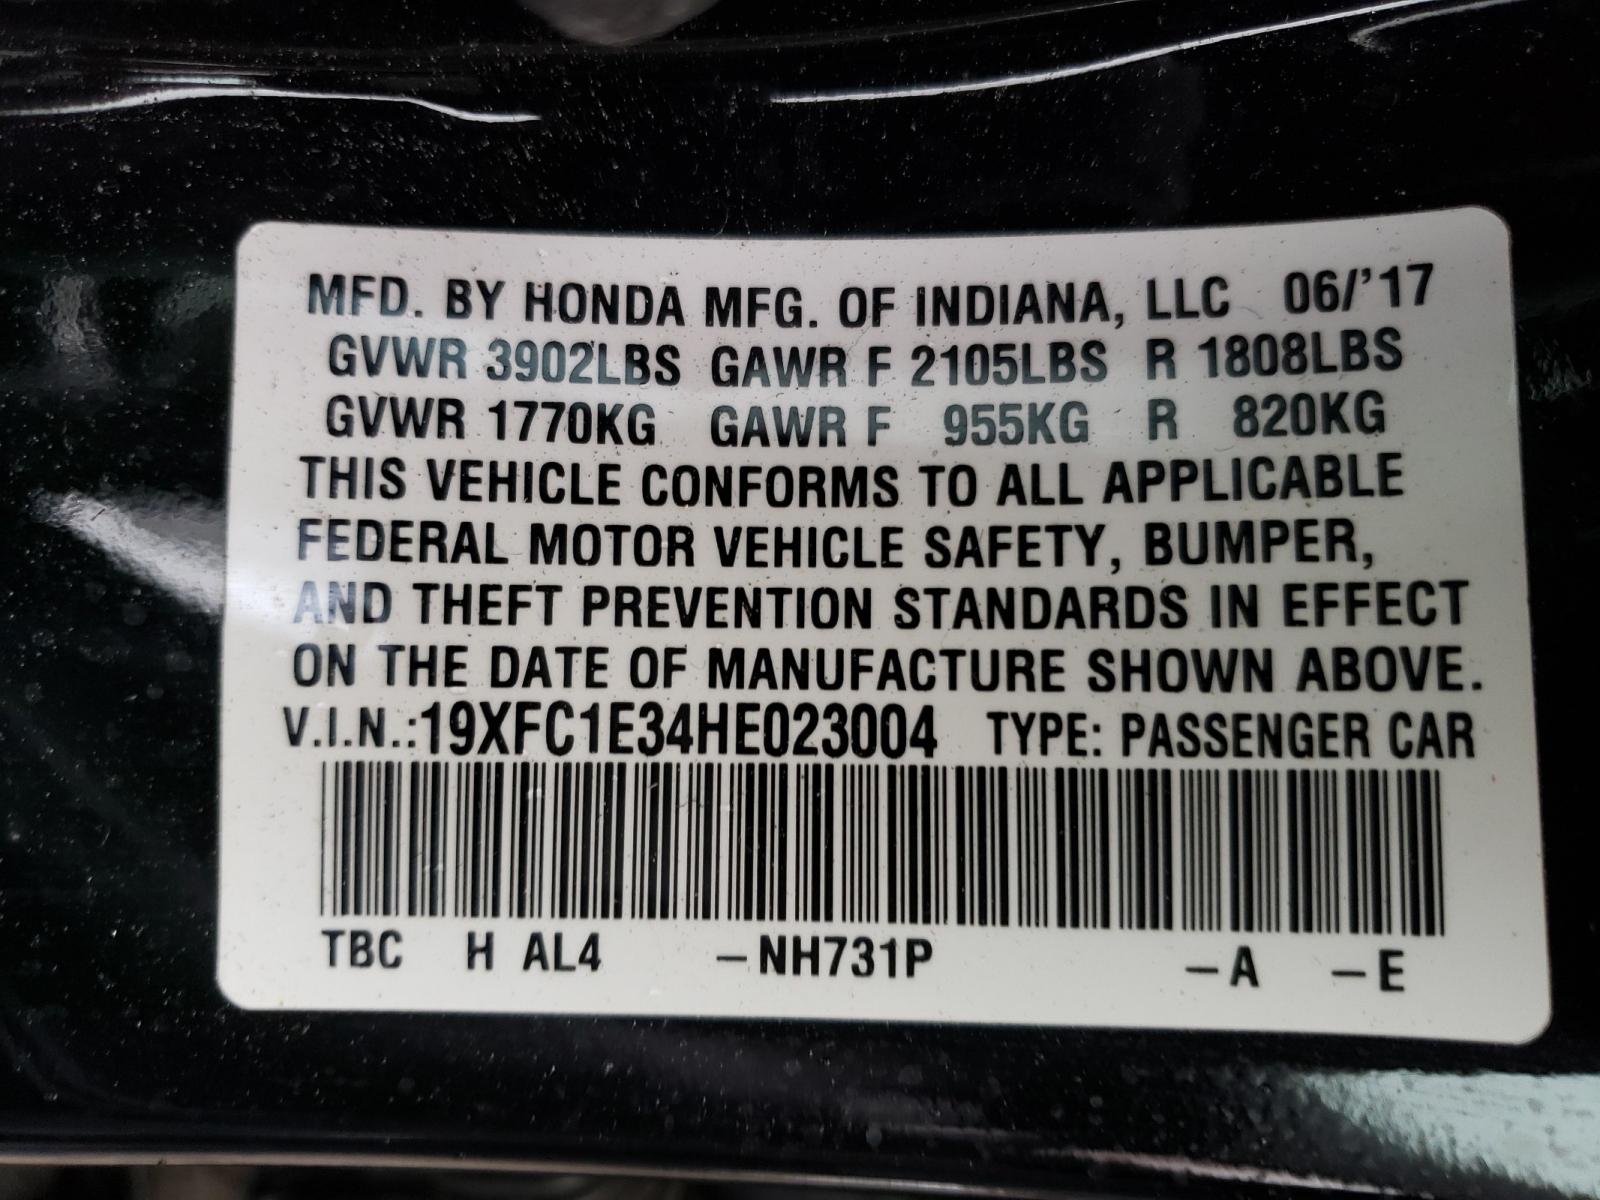 MFD. BY HONDA MFG. OF INDIANA, LLC 06/'17
GVWR 3902LBS GAWR F 2105LBS R 1808LBS
GVWR 1770KG GAWR F 955KG R 820KG
THIS VEHICLE CONFORMS TO ALL APPLICABLE
FEDERAL MOTOR VEHICLE SAFETY, BUMPER,
AND THEFT PREVENTION STANDARDS IN EFFECT
ON THE DATE OF MANUFACTURE SHOWN ABOVE.
V.I.N.:19XFC1E34HE023004 TYPE: PASSENGER CAR
TBC H AL4 –NH731P –A –E